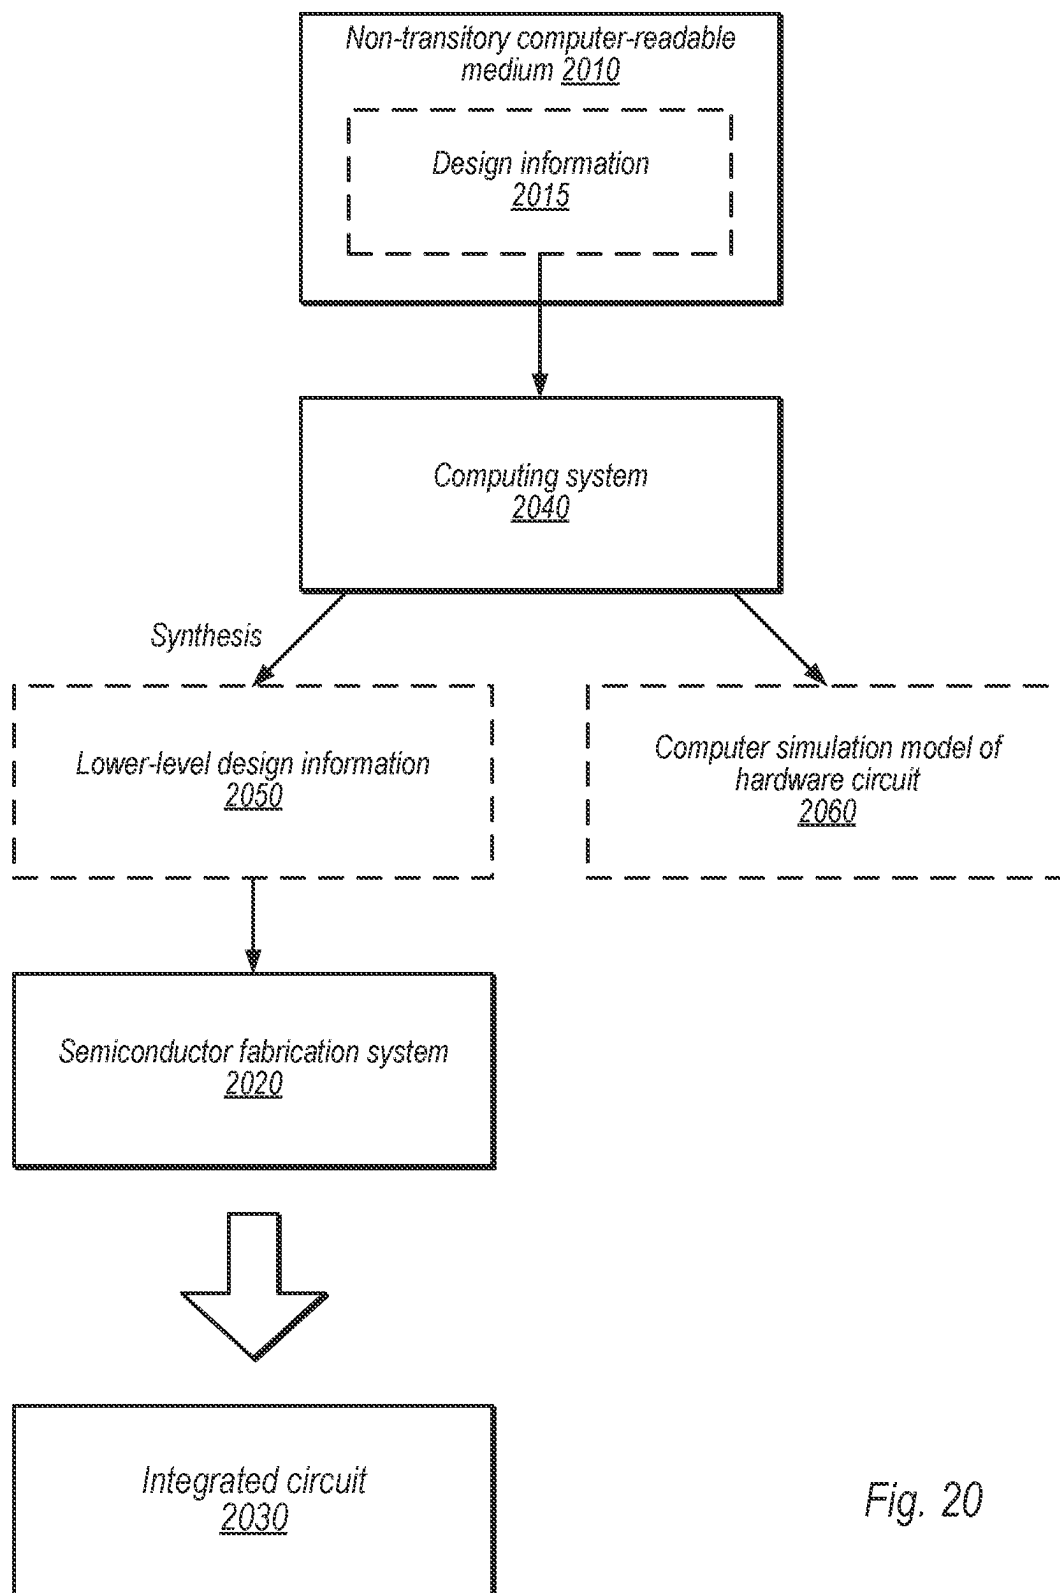 Non-transitory computer-readable
medium 2010
Design information
2015
Computing system
2040
Synthesis
Lower-level design information
2050
Computer simulation model of
hardware circuit
2060
Semiconductor fabrication system
2020
Integrated circuit
2030
Fig. 20